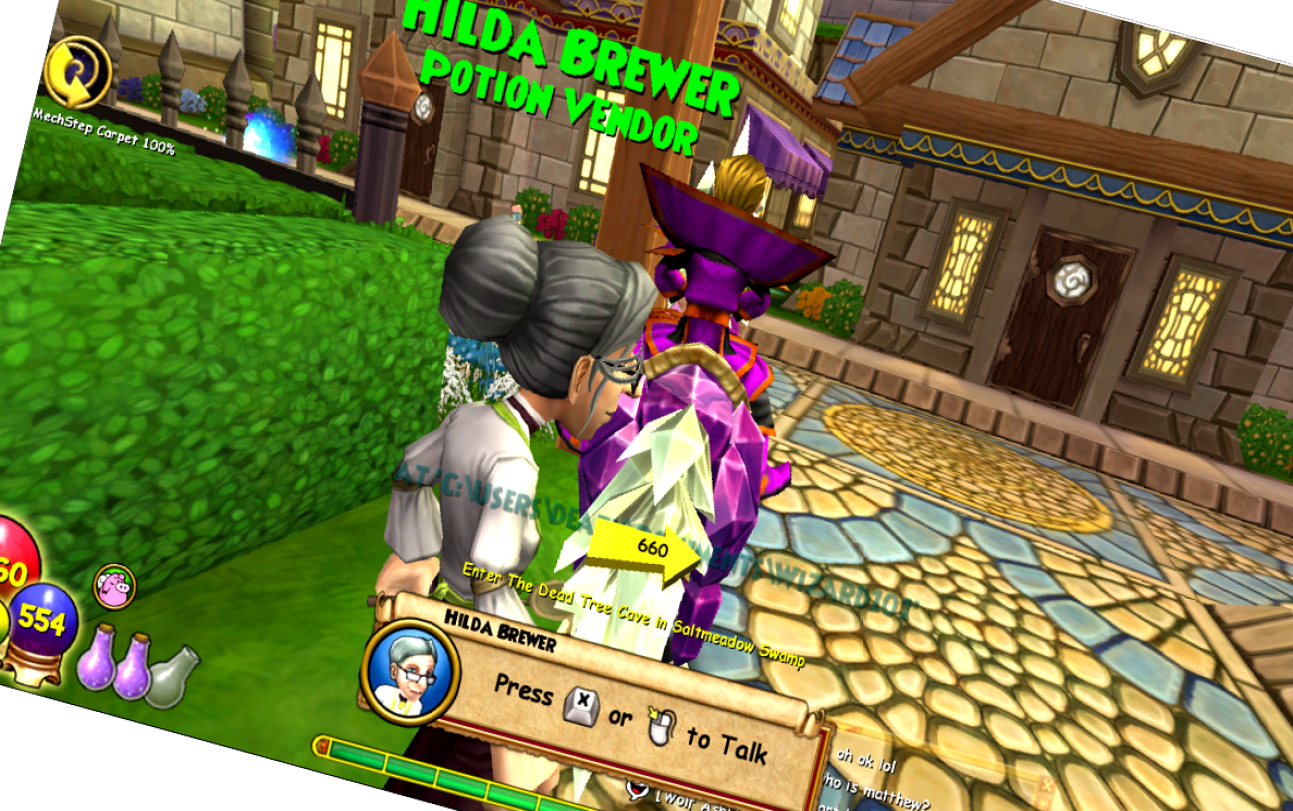 HILDA BREWER
POTION VENDOR
MechStep Carpet 100%
660
Enter The Dead Tree Cave in Saltmeadow Swamp
60
554
HILDA BREWER
Press X or to Talk
oh ok lol
who is matthew?